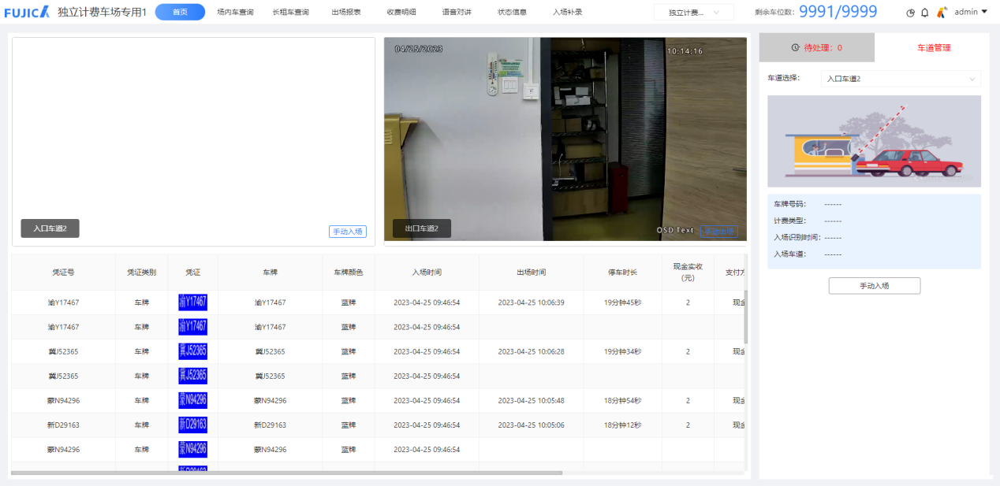 FUJICA 独立计费车场专用1 首页 场内车查询 长租车查询 出场报表 收费明细 语音对讲 状态信息 入场补录 独立计费... 剩余车位数: 9991/9999 admin
04/25/2023 10:14:16
入口车道2 手动入场
出口车道2 OSD Text 手动出场
待处理: 0 车道管理
车道选择: 入口车道2
车牌号码: ------
计费类型: ------
入场识别时间: ------
入场车道: ------
手动入场
凭证号 凭证类别 凭证 车牌 车牌颜色 入场时间 出场时间 停车时长 现金实收 支付方
(元)
渝Y17467 车牌 渝Y17467 渝Y17467 蓝牌 2023-04-25 09:46:54 2023-04-25 10:06:39 19分钟45秒 2 现金
渝Y17467 车牌 渝Y17467 渝Y17467 蓝牌 2023-04-25 09:46:54
冀J52365 车牌 冀J52365 冀J52365 蓝牌 2023-04-25 09:46:54 2023-04-25 10:06:28 19分钟34秒 2 现金
冀J52365 车牌 冀J52365 冀J52365 蓝牌 2023-04-25 09:46:54
蒙N94296 车牌 蒙N94296 蒙N94296 蓝牌 2023-04-25 09:46:54 2023-04-25 10:05:48 18分钟54秒 2 现金
新D29163 车牌 新D29163 新D29163 蓝牌 2023-04-25 09:46:54 2023-04-25 10:05:06 18分钟12秒 2 现金
蒙N94296 车牌 蒙N94296 蒙N94296 蓝牌 2023-04-25 09:46:54